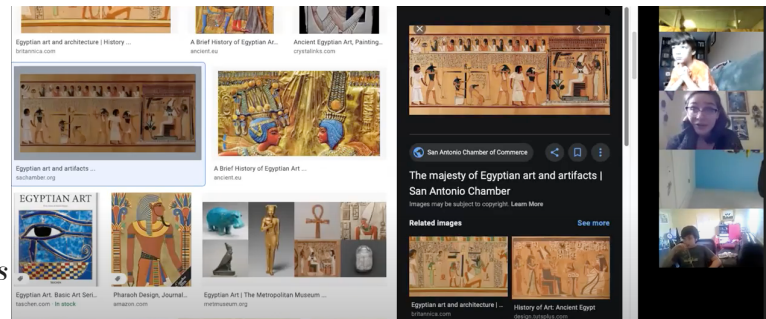 Egyptian art and architecture | History ...
britannica.com
A Brief History of Egyptian Ar...
ancient.eu
Ancient Egyptian Art, Painting...
crystalinks.com
Egyptian art and artifacts ...
sachamber.org
A Brief History of Egyptian Art ...
ancient.eu
EGYPTIAN ART
s
Egyptian Art. Basic Art Seri...
taschen.com · In stock
Pharaoh Design, Journal...
amazon.com
Egyptian Art | The Metropolitan Museum ...
metmuseum.org
San Antonio Chamber of Commerce
The majesty of Egyptian art and artifacts |
San Antonio Chamber
Images may be subject to copyright. Learn More
Related images
See more
Egyptian art and architecture | ...
britannica.com
History of Art: Ancient Egypt
design.tutsplus.com